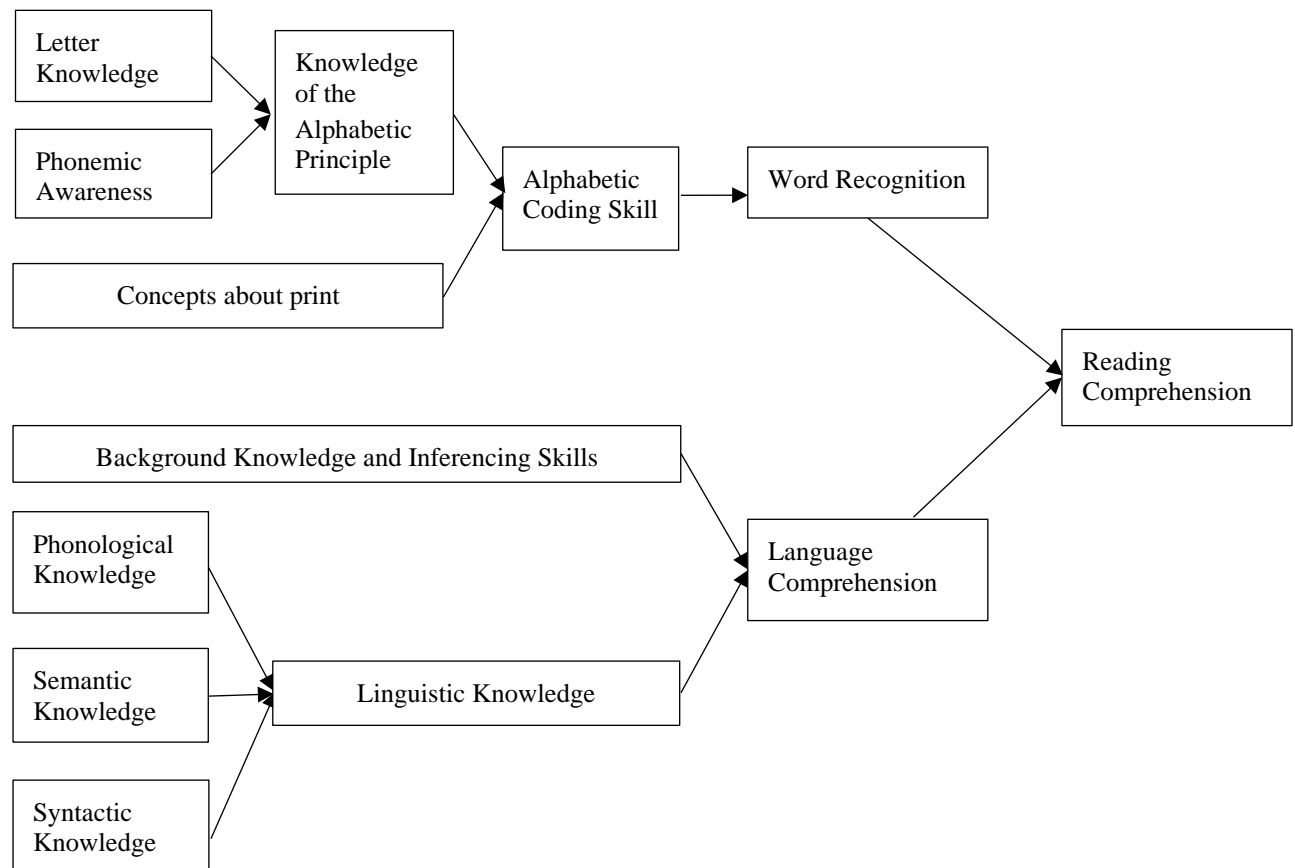 Letter
Knowledge
Knowledge
of the
Alphabetic
Principle
Phonemic
Awareness
Alphabetic
Coding Skill
Word Recognition
Concepts about print
Reading
Comprehension
Background Knowledge and Inferencing Skills
Phonological
Knowledge
Language
Comprehension
Semantic
Knowledge
Linguistic Knowledge
Syntactic
Knowledge